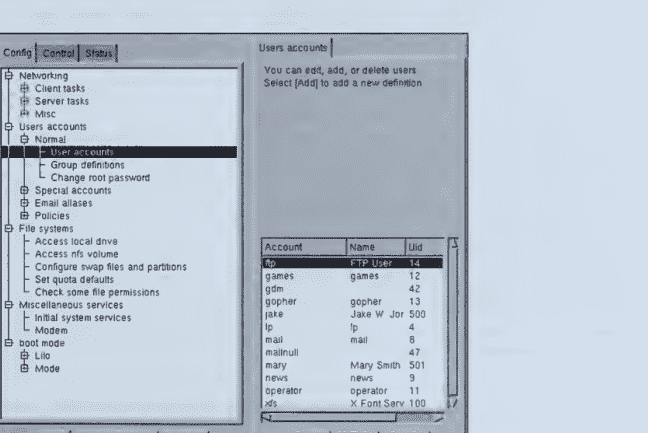 Config Control Status
Networking
Client tasks
Server tasks
Misc
Users accounts
Normal
User accounts
Group definitions
Change root password
Special accounts
Email aliases
Policies
File systems
Access local drive
Access nfs volume
Configure swap files and partitions
Set quota defaults
Check some file permissions
Miscellaneous services
Initial system services
Modem
boot mode
Lilo
Mode
Users accounts
You can edit, add, or delete users
Select [Add] to add a new definition
Account Name Uid
ftp FTP User 14
games games 12
gdm 42
gopher gopher 13
jake Jake W Jor 500
lp lp 4
mail mail 8
mailnull 47
mary Mary Smith 501
news news 9
operator operator 11
xfs X Font Serv 100